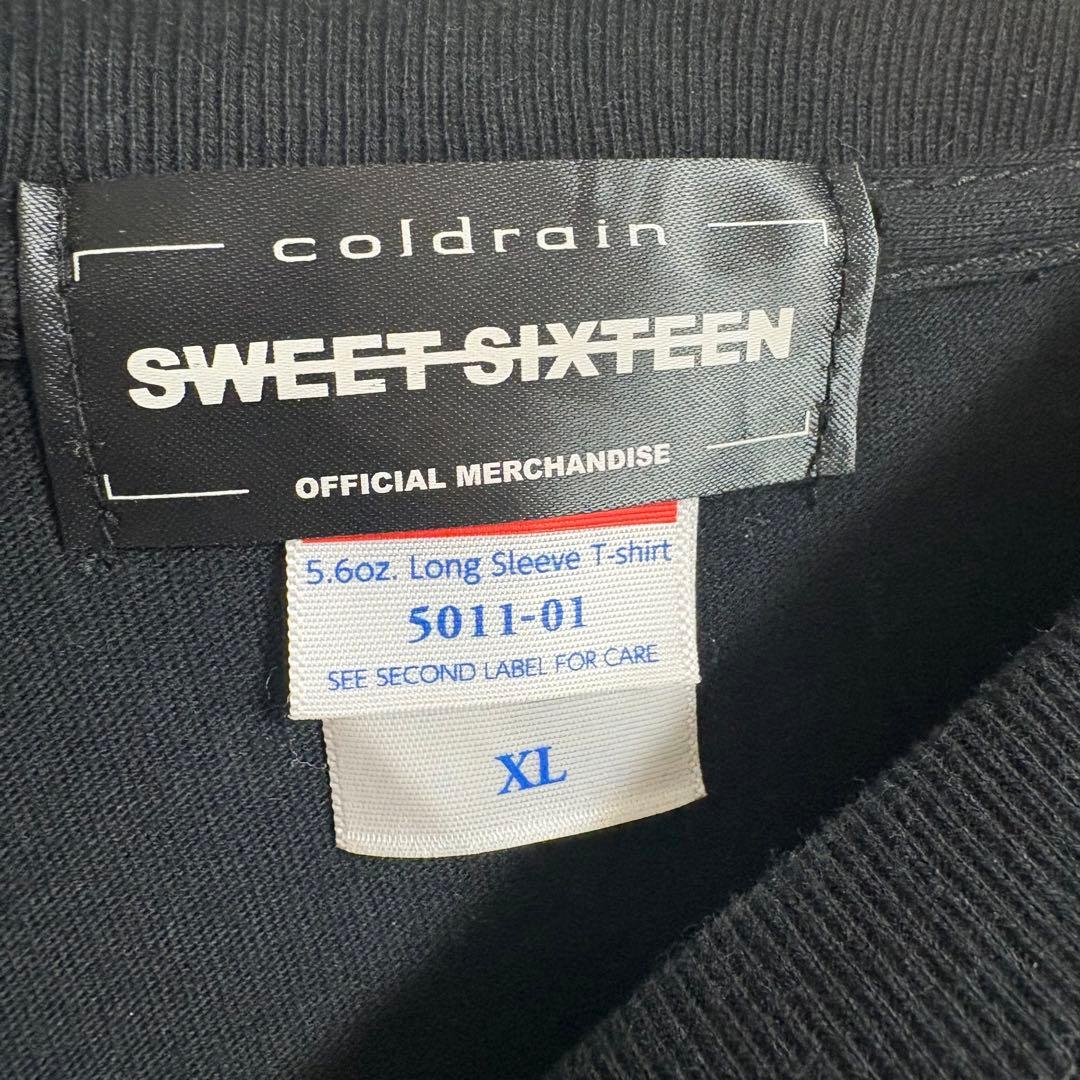 coldrain
SWEET SIXTEEN
OFFICIAL MERCHANDISE
5.6oz. Long Sleeve T-shirt
5011-01
SEE SECOND LABEL FOR CARE
XL